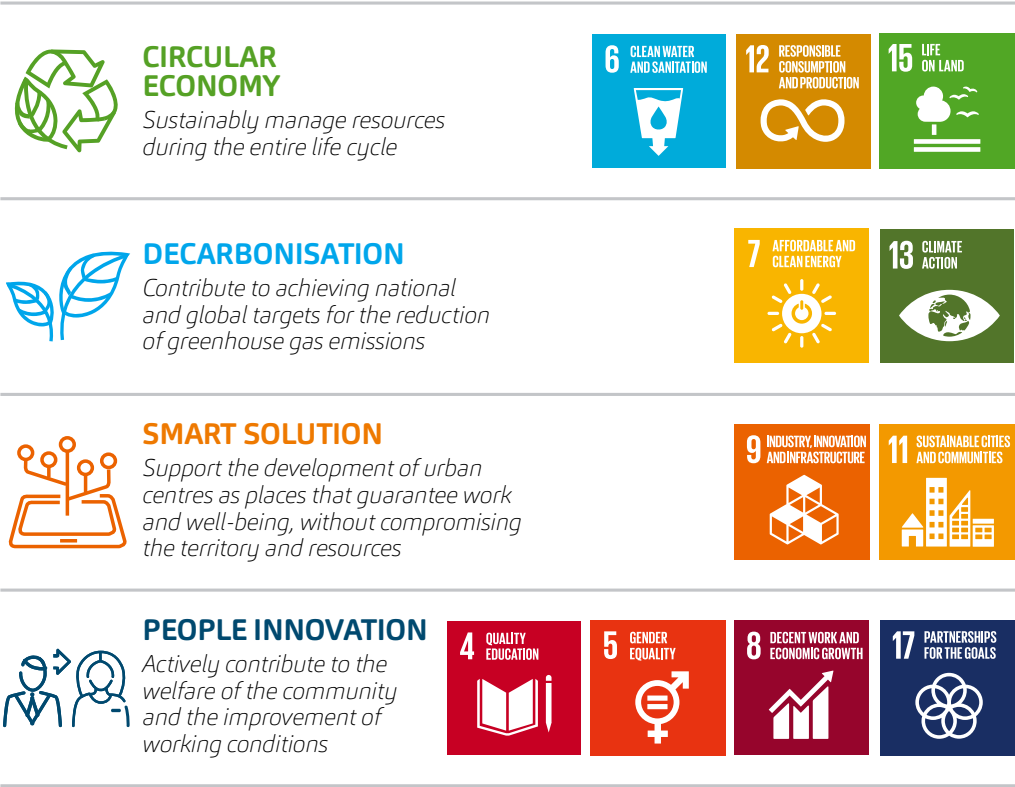 CIRCULAR
ECONOMY
Sustainably manage resources
during the entire life cycle
6 CLEAN WATER
AND SANITATION
12 RESPONSIBLE
CONSUMPTION
AND PRODUCTION
15 LIFE
ON LAND
DECARBONISATION
Contribute to achieving national
and global targets for the reduction
of greenhouse gas emissions
7 AFFORDABLE AND
CLEAN ENERGY
13 CLIMATE
ACTION
SMART SOLUTION
Support the development of urban
centres as places that guarantee work
and well-being, without compromising
the territory and resources
9 INDUSTRY, INNOVATION
AND INFRASTRUCTURE
11 SUSTAINABLE CITIES
AND COMMUNITIES
PEOPLE INNOVATION
Actively contribute to the
welfare of the community
and the improvement of
working conditions
4 QUALITY
EDUCATION
5 GENDER
EQUALITY
8 DECENT WORK AND
ECONOMIC GROWTH
17 PARTNERSHIPS
FOR THE GOALS